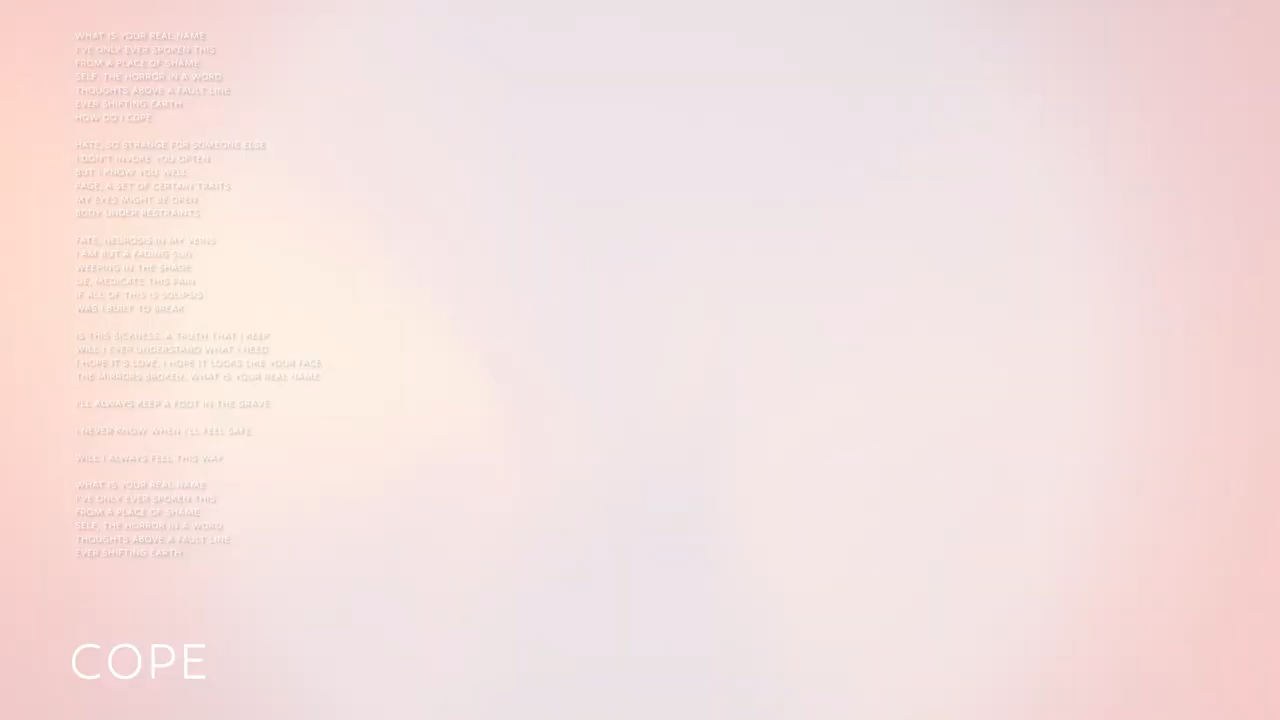 WHAT IS YOUR REAL NAME
I'VE ONLY EVER SPOKEN THIS
FROM A PLACE OF SHAME
SELF, THE HORROR IN A WORD
THOUGHTS ABOVE A FAULT LINE
EVER SHIFTING EARTH
HOW DO I COPE
HATE, SO STRANGE FOR SOMEONE ELSE
I DON'T INVOKE YOU OFTEN
BUT I KNOW YOU WELL
PAGE, A SET OF CERTAIN TRAITS
MY EYES MIGHT BE OPEN
BODY UNDER RESTRAINTS
FATE, NEUROSIS IN MY VEINS
I AM BUT A FADING SUN
WEEPING IN THE SHADE
LIE, MEDICATE THIS PAIN
IF ALL OF THIS IS SOLIPSIS
WAS I BUILT TO BREAK
IS THIS SICKNESS, A TRUTH THAT I KEEP
WILL I EVER UNDERSTAND WHAT I NEED
I HOPE IT'S LOVE, I HOPE IT LOOKS LIKE YOUR FACE
THE MIRRORS BROKEN, WHAT IS YOUR REAL NAME
I'LL ALWAYS KEEP A FOOT IN THE GRAVE
I NEVER KNOW WHEN I'LL FEEL SAFE
WILL I ALWAYS FEEL THIS WAY
WHAT IS YOUR REAL NAME
I'VE ONLY EVER SPOKEN THIS
FROM A PLACE OF SHAME
SELF, THE HORROR IN A WORD
THOUGHTS ABOVE A FAULT LINE
EVER SHIFTING EARTH
COPE